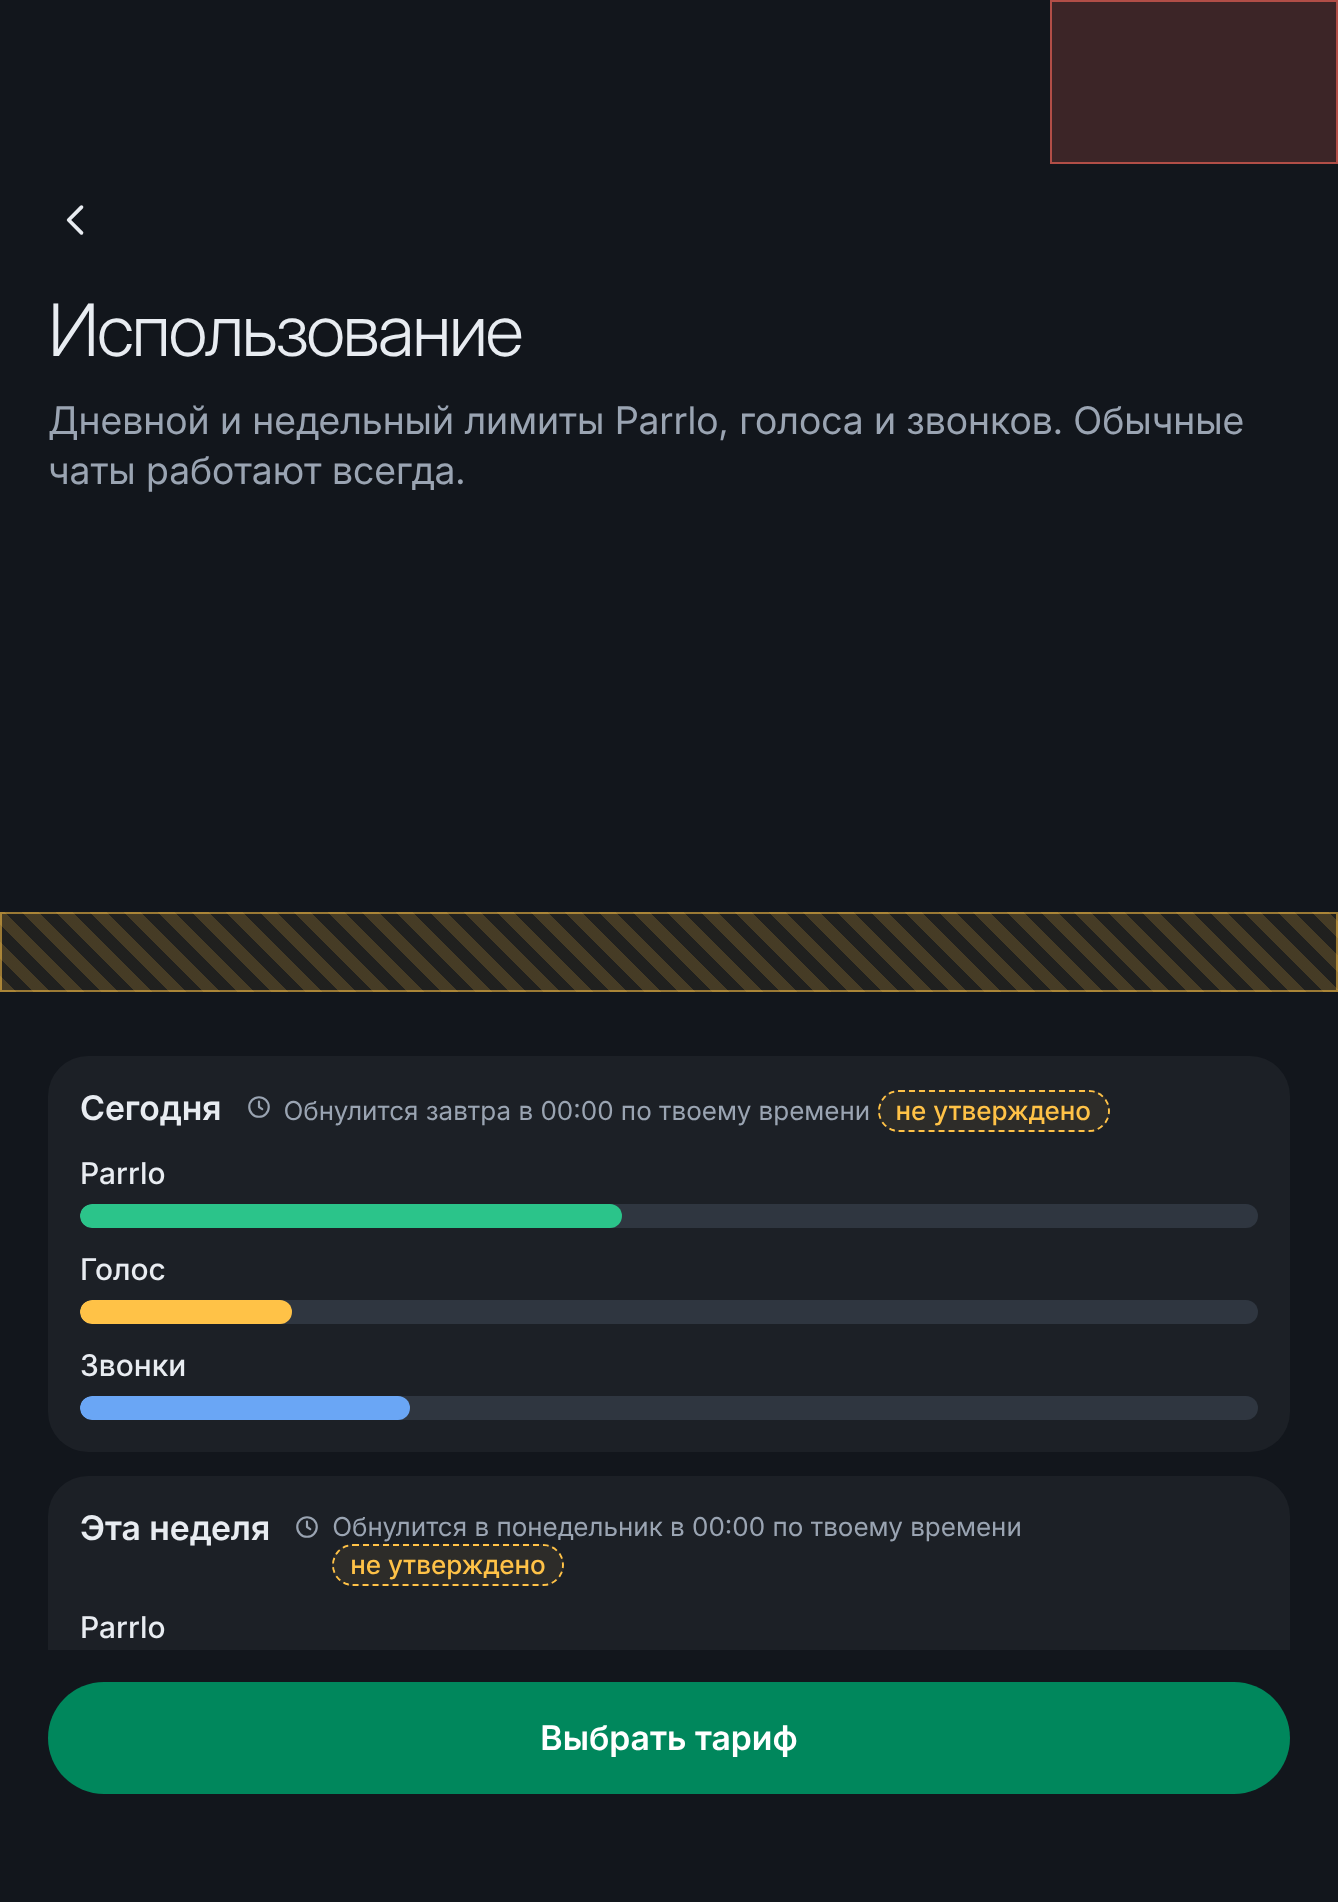 Использование
Дневной и недельный лимиты Parrlo, голоса и звонков. Обычные
чаты работают всегда.
Сегодня Обнулится завтра в 00:00 по твоему времени не утверждено
Parrlo
Голос
Звонки
Эта неделя Обнулится в понедельник в 00:00 по твоему времени
не утверждено
Parrlo
Выбрать тариф